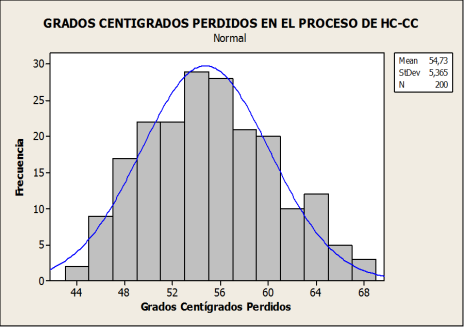 GRADOS CENTIGRADOS PERDIDOS EN EL PROCESO DE HC-CC
Normal
Mean 54,73
StDev 5,365
N 200
Frecuencia
30
25
20
15
10
5
0
44 48 52 56 60 64 68
Grados Centígrados Perdidos